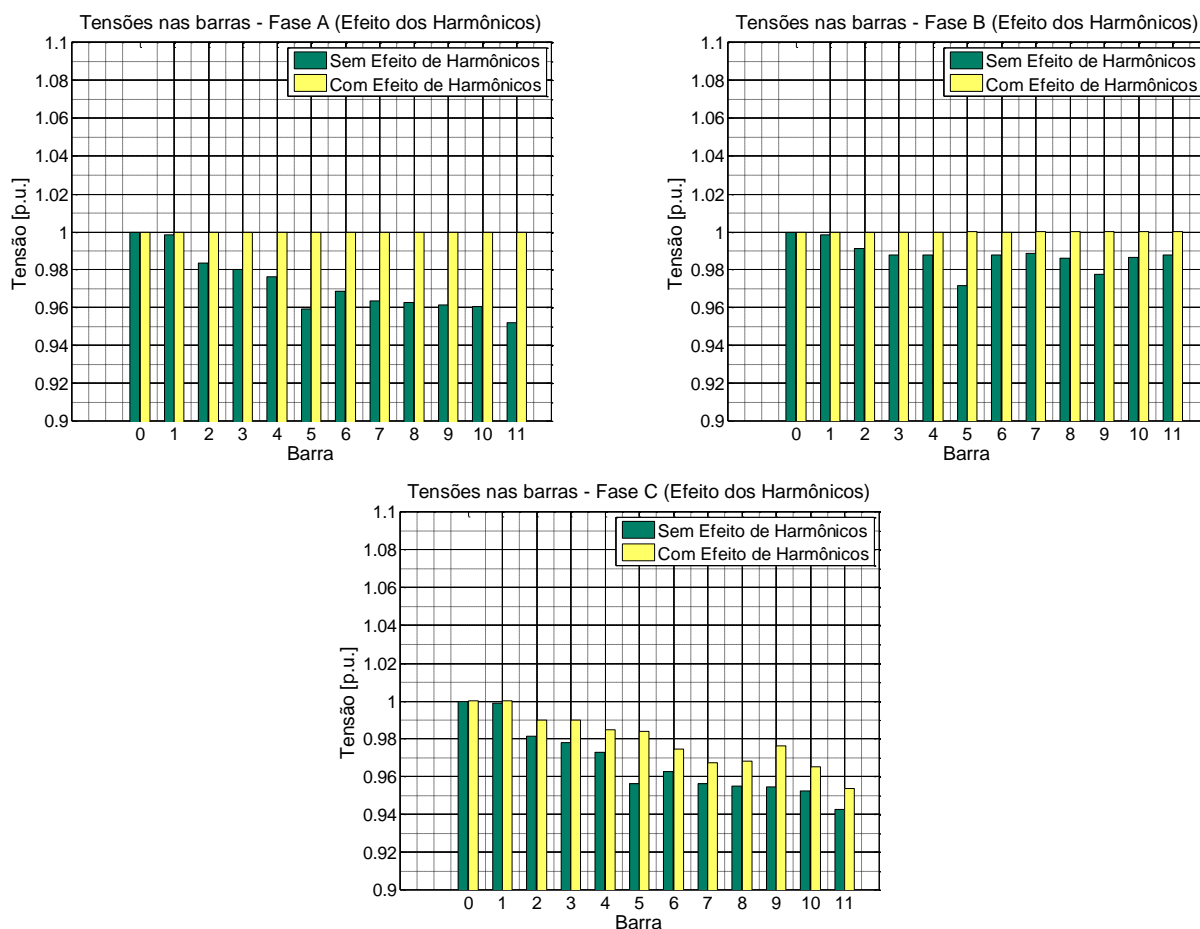 Tensões nas barras - Fase A (Efeito dos Harmônicos)
1.1
1.08
1.06
1.04
1.02
1
0.98
0.96
0.94
0.92
0.9
Tensão [p.u.]
Sem Efeito de Harmônicos
Com Efeito de Harmônicos
0 1 2 3 4 5 6 7 8 9 10 11
Barra
Tensões nas barras - Fase B (Efeito dos Harmônicos)
1.1
1.08
1.06
1.04
1.02
1
0.98
0.96
0.94
0.92
0.9
Tensão [p.u.]
Sem Efeito de Harmônicos
Com Efeito de Harmônicos
0 1 2 3 4 5 6 7 8 9 10 11
Barra
Tensões nas barras - Fase C (Efeito dos Harmônicos)
1.1
1.08
1.06
1.04
1.02
1
0.98
0.96
0.94
0.92
0.9
Tensão [p.u.]
Sem Efeito de Harmônicos
Com Efeito de Harmônicos
0 1 2 3 4 5 6 7 8 9 10 11
Barra